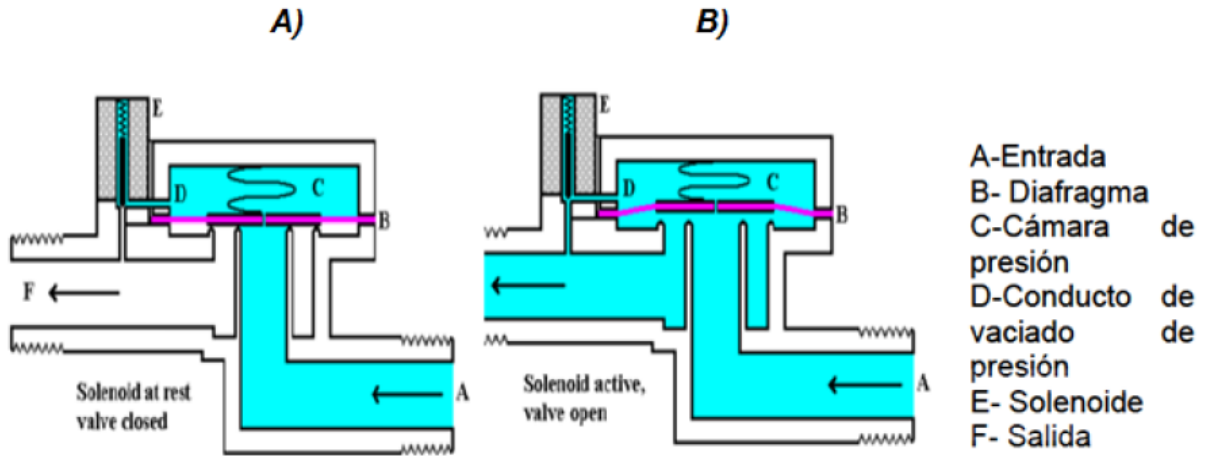 A)
B)
E
D
C
B
F
A
Solenoid at rest
valve closed
E
D
C
B
A
Solenoid active,
valve open
A-Entrada
B- Diafragma
C-Cámara de
presión
D-Conducto de
vaciado de
presión
E- Solenoide
F- Salida